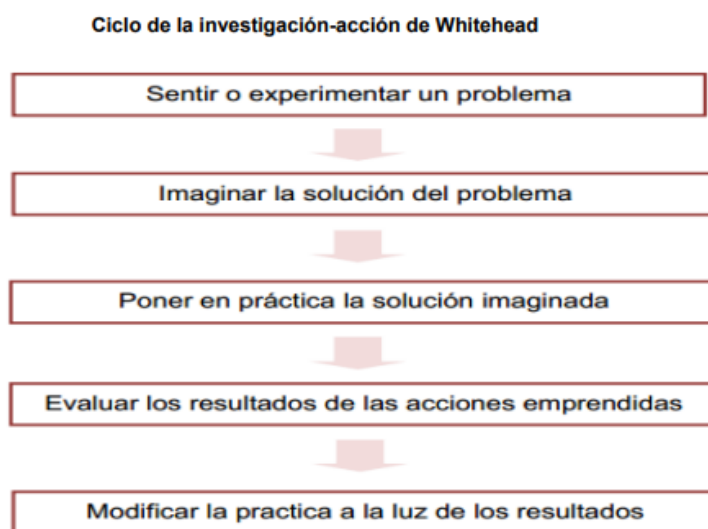 Ciclo de la investigación-acción de Whitehead
Sentir o experimentar un problema
Imaginar la solución del problema
Poner en práctica la solución imaginada
Evaluar los resultados de las acciones emprendidas
Modificar la practica a la luz de los resultados